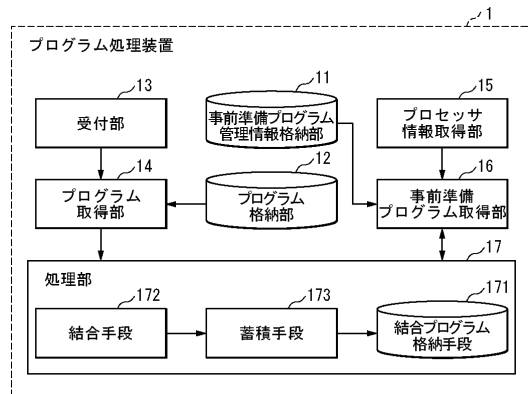 1
プログラム処理装置
13
11
15
受付部
事前準備プログラム
管理情報格納部
プロセッサ
情報取得部
14
12
16
プログラム
取得部
プログラム
格納部
事前準備
プログラム取得部
17
処理部
172
173
171
結合手段
蓄積手段
結合プログラム
格納手段